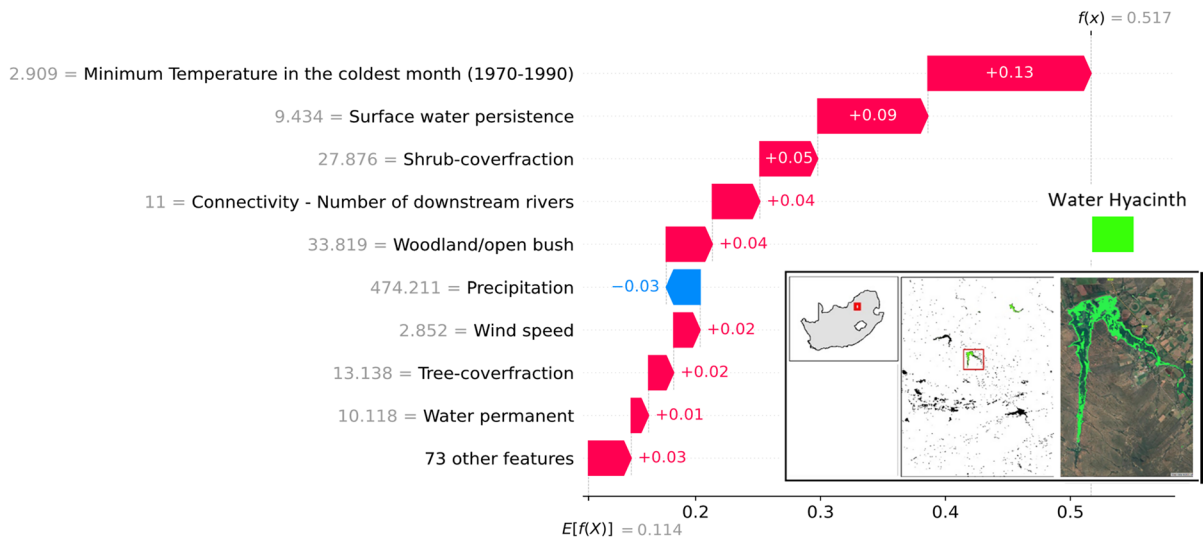 f(x) = 0.517
2.909 = Minimum Temperature in the coldest month (1970-1990)
+0.13
9.434 = Surface water persistence
+0.09
27.876 = Shrub-coverfraction
+0.05
11 = Connectivity - Number of downstream rivers
+0.04
Water Hyacinth
33.819 = Woodland/open bush
+0.04
474.211 = Precipitation
−0.03
2.852 = Wind speed
+0.02
13.138 = Tree-coverfraction
+0.02
10.118 = Water permanent
+0.01
73 other features
+0.03
0.2 0.3 0.4 0.5
E[f(X)] = 0.114